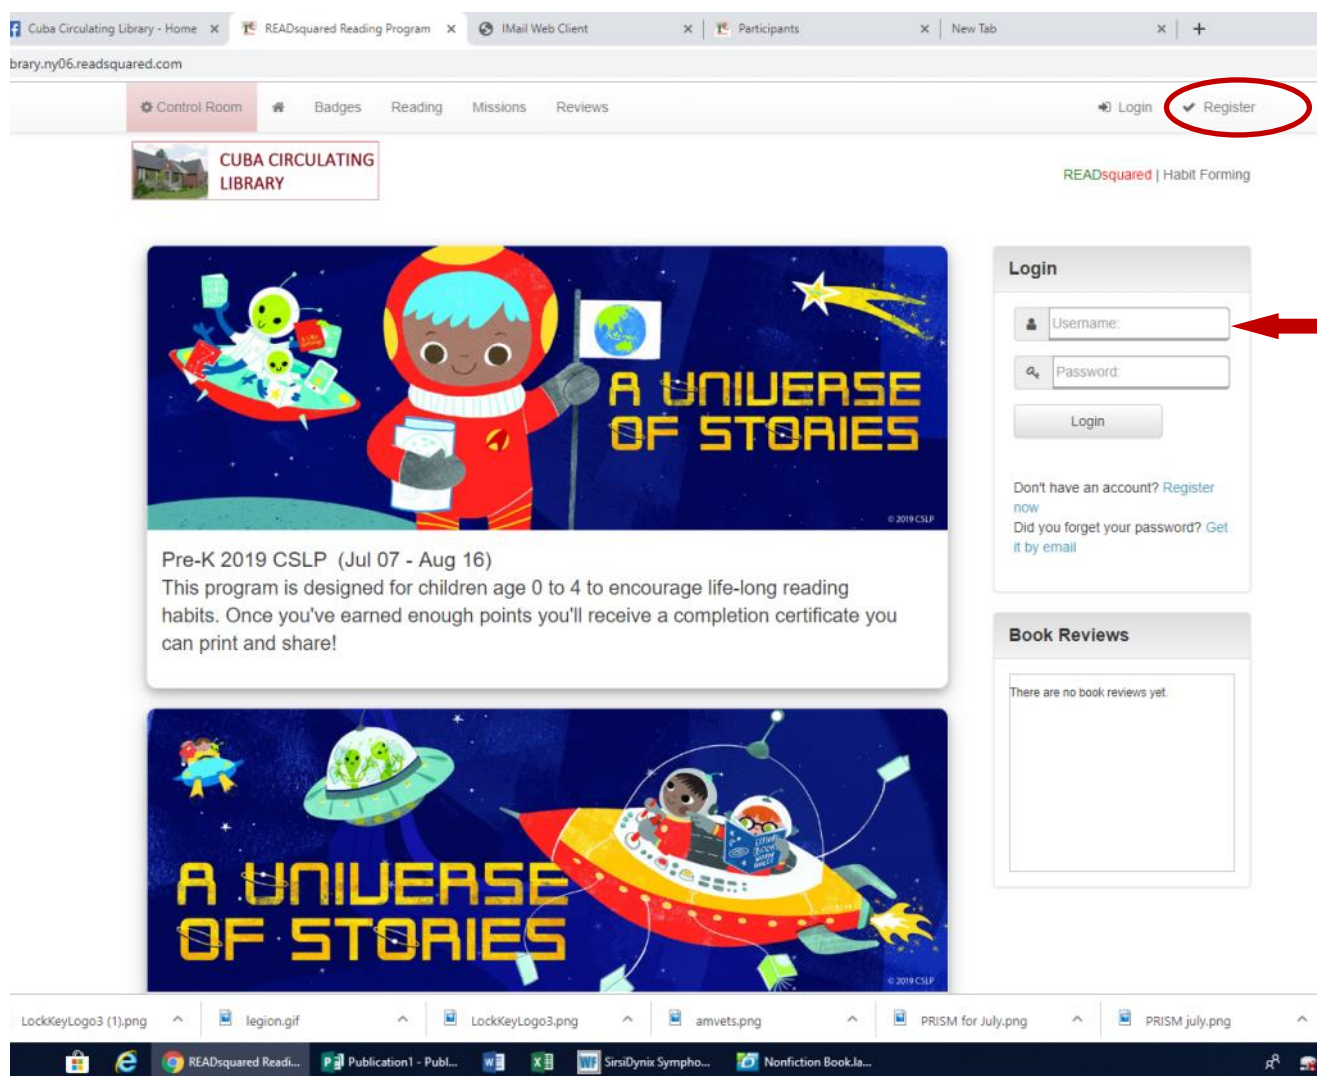 Cuba Circulating Library - Home
READsquared Reading Program
IMail Web Client
Participants
New Tab
brary.ny06.readsquared.com
Control Room
Badges
Reading
Missions
Reviews
Login
Register
CUBA CIRCULATING
LIBRARY
READsquared | Habit Forming
A UNIVERSE
OF STORIES
© 2019 CSLP
Pre-K 2019 CSLP (Jul 07 - Aug 16)
This program is designed for children age 0 to 4 to encourage life-long reading
habits. Once you've earned enough points you'll receive a completion certificate you
can print and share!
Login
Username:
Password:
Login
Don't have an account? Register
now
Did you forget your password? Get
it by email
Book Reviews
There are no book reviews yet.
A UNIVERSE
OF STORIES
© 2019 CSLP
LockKeyLogo3 (1).png
legion.gif
LockKeyLogo3.png
amvets.png
PRISM for July.png
PRISM july.png
READsquared Readi...
Publication1 - Publ...
SirsiDynix Sympho...
Nonfiction Book.la...